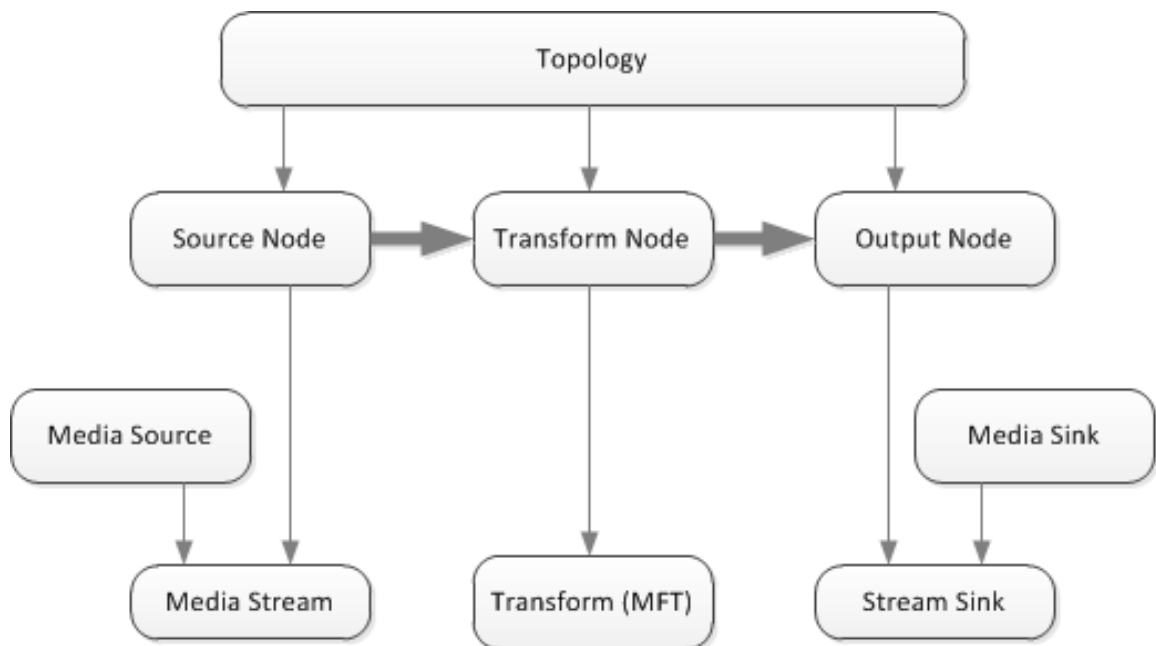 Topology
Source Node
Transform Node
Output Node
Media Source
Media Sink
Media Stream
Transform (MFT)
Stream Sink